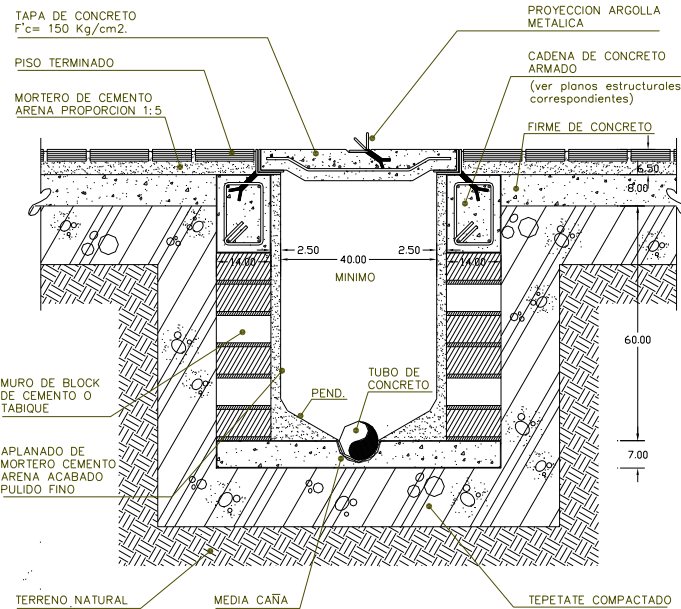 TAPA DE CONCRETO
F'c= 150 Kg/cm2.
PROYECCION ARGOLLA
METALICA
PISO TERMINADO
CADENA DE CONCRETO
ARMADO
(ver planos estructurales
correspondientes)
MORTERO DE CEMENTO
ARENA PROPORCION 1:5
FIRME DE CONCRETO
6.50
8.00
2.50
2.50
14.00
40.00
14.00
MINIMO
60.00
MURO DE BLOCK
DE CEMENTO O
TABIQUE
PEND.
TUBO DE
CONCRETO
APLANADO DE
MORTERO CEMENTO
ARENA ACABADO
PULIDO FINO
7.00
TERRENO NATURAL
MEDIA CAÑA
TEPETATE COMPACTADO